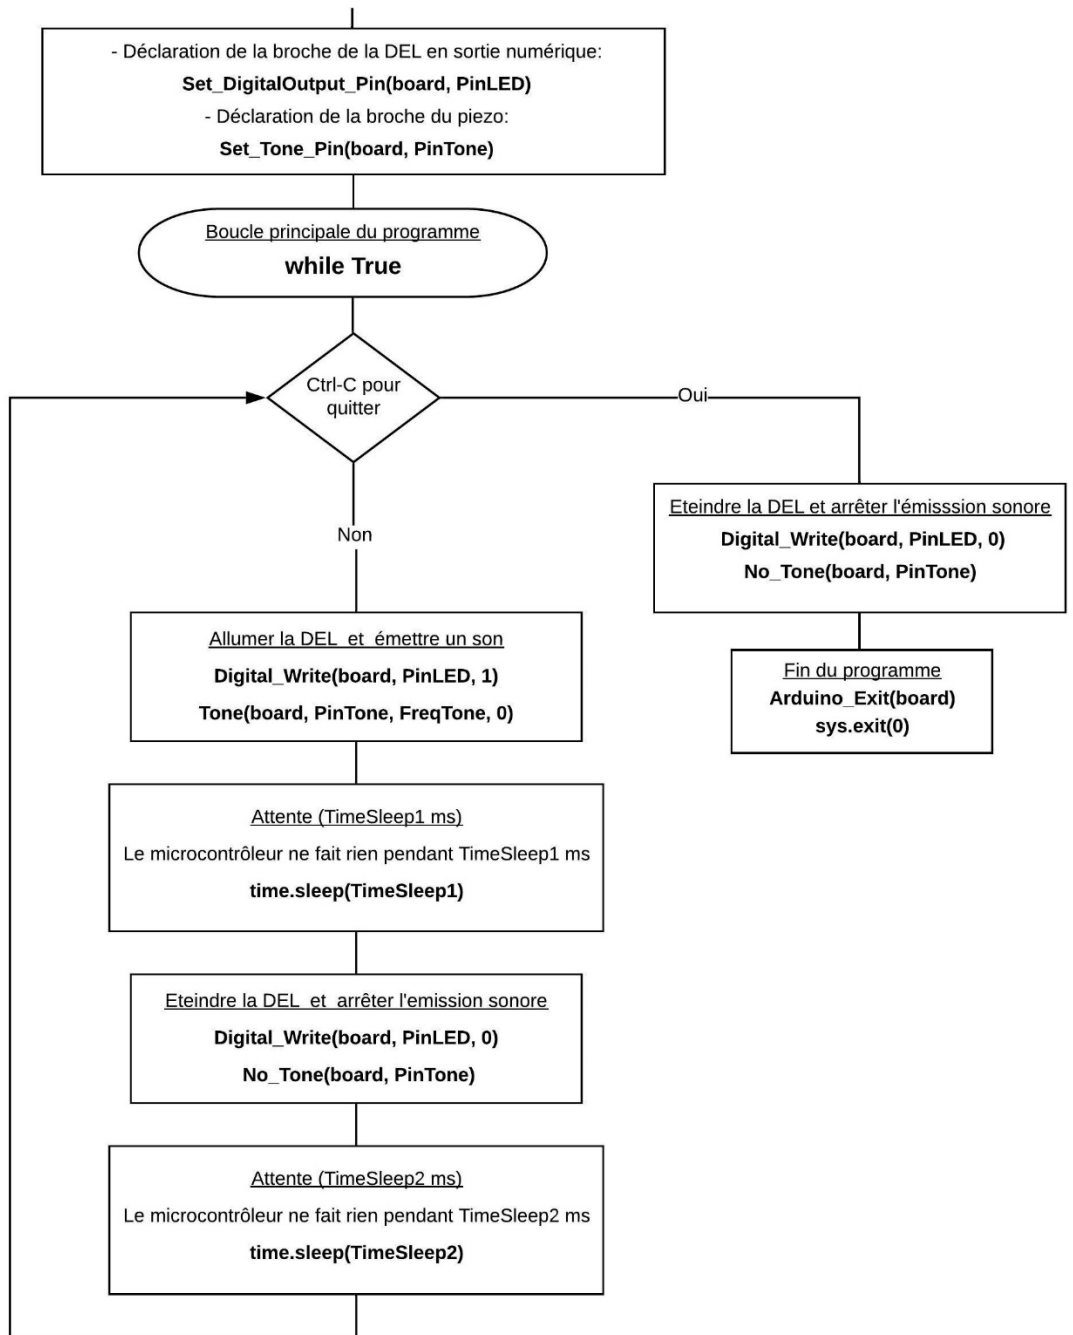 - Déclaration de la broche de la DEL en sortie numérique:
Set_DigitalOutput_Pin(board, PinLED)
- Déclaration de la broche du piezo:
Set_Tone_Pin(board, PinTone)
Boucle principale du programme
while True
Ctrl-C pour
quitter
Oui
Non
Eteindre la DEL et arrêter l'émisssion sonore
Digital_Write(board, PinLED, 0)
No_Tone(board, PinTone)
Fin du programme
Arduino_Exit(board)
sys.exit(0)
Allumer la DEL et émettre un son
Digital_Write(board, PinLED, 1)
Tone(board, PinTone, FreqTone, 0)
Attente (TimeSleep1 ms)
Le microcontrôleur ne fait rien pendant TimeSleep1 ms
time.sleep(TimeSleep1)
Eteindre la DEL et arrêter l'emission sonore
Digital_Write(board, PinLED, 0)
No_Tone(board, PinTone)
Attente (TimeSleep2 ms)
Le microcontrôleur ne fait rien pendant TimeSleep2 ms
time.sleep(TimeSleep2)